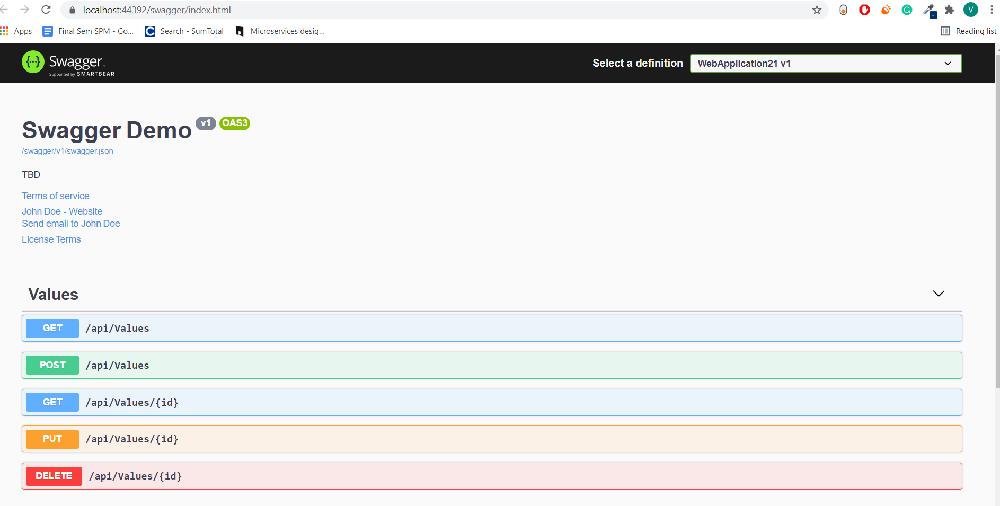 localhost:44392/swagger/index.html
V
Apps
Final Sem SPM - Go...
Search - SumTotal
Microservices desig...
Reading list
Swagger
Supported by SMARTBEAR
Select a definition
WebApplication21 v1
Swagger Demo v1 OAS3
/swagger/v1/swagger.json
TBD
Terms of service
John Doe - Website
Send email to John Doe
License Terms
Values
GET /api/Values
POST /api/Values
GET /api/Values/{id}
PUT /api/Values/{id}
DELETE /api/Values/{id}